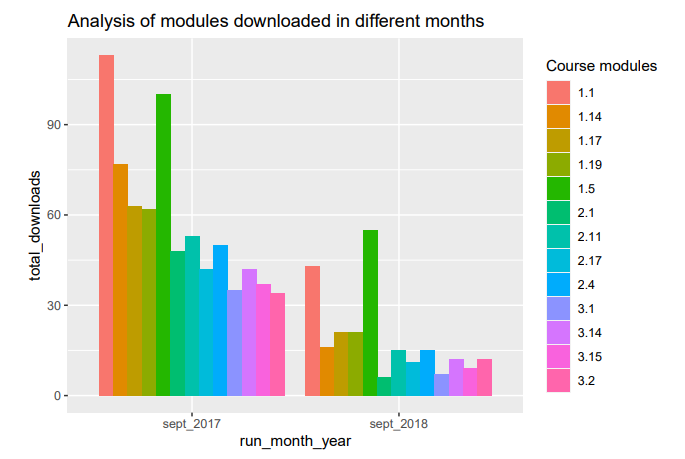 Analysis of modules downloaded in different months
total_downloads
90
60
30
0
sept_2017
sept_2018
run_month_year
Course modules
1.1
1.14
1.17
1.19
1.5
2.1
2.11
2.17
2.4
3.1
3.14
3.15
3.2